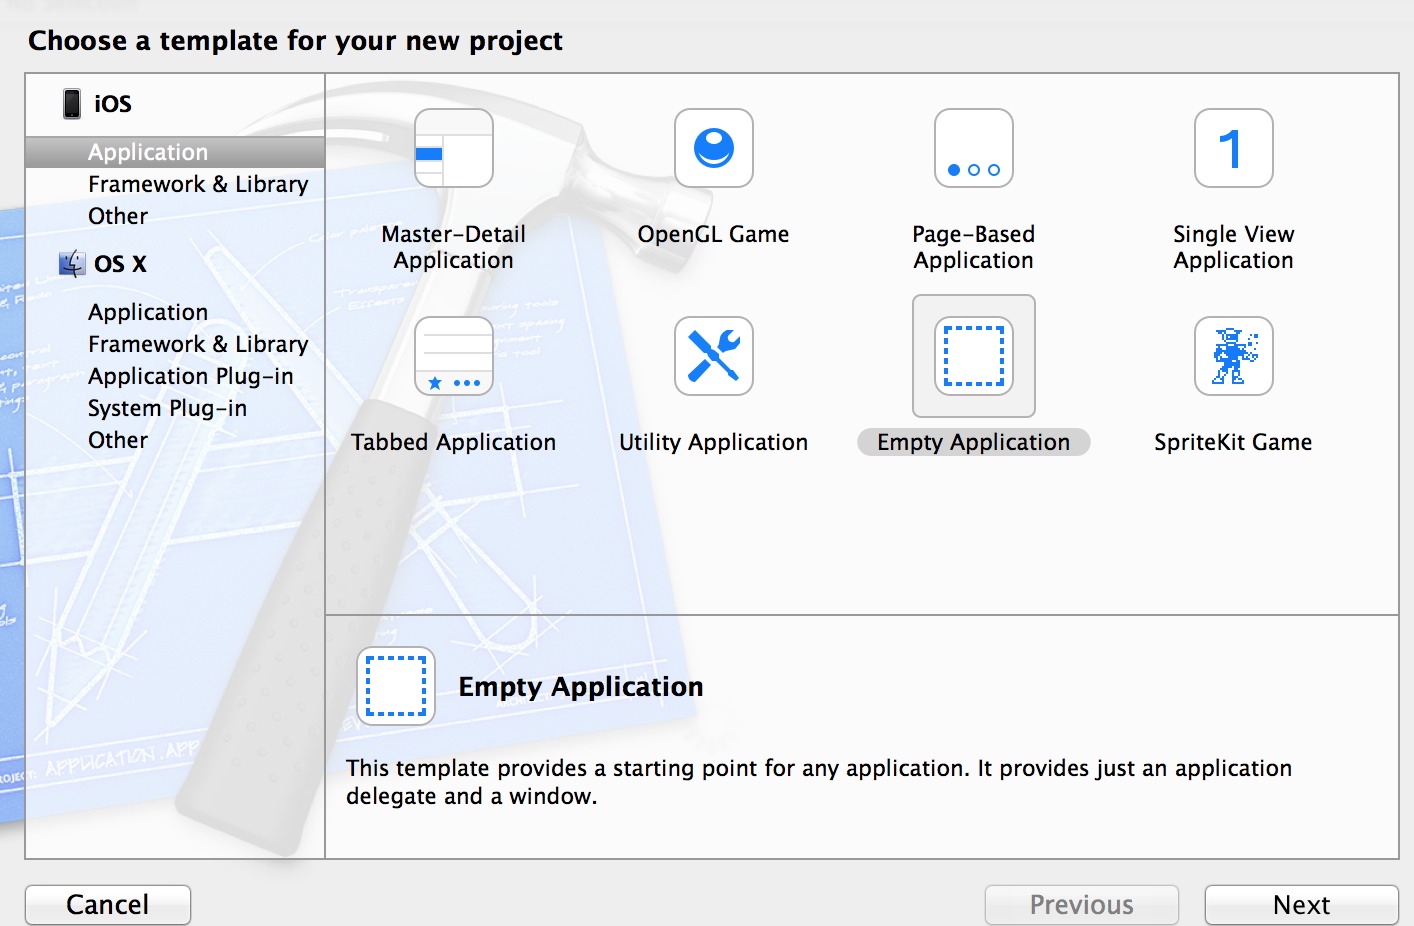 Choose a template for your new project
iOS
Application
Framework & Library
Other
OS X
Application
Framework & Library
Application Plug-in
System Plug-in
Other
Master-Detail
Application
OpenGL Game
Page-Based
Application
1
Single View
Application
Tabbed Application
Utility Application
Empty Application
SpriteKit Game
Empty Application
This template provides a starting point for any application. It provides just an application
delegate and a window.
PROJECT: APPLICATION.APP
Cancel
Previous
Next